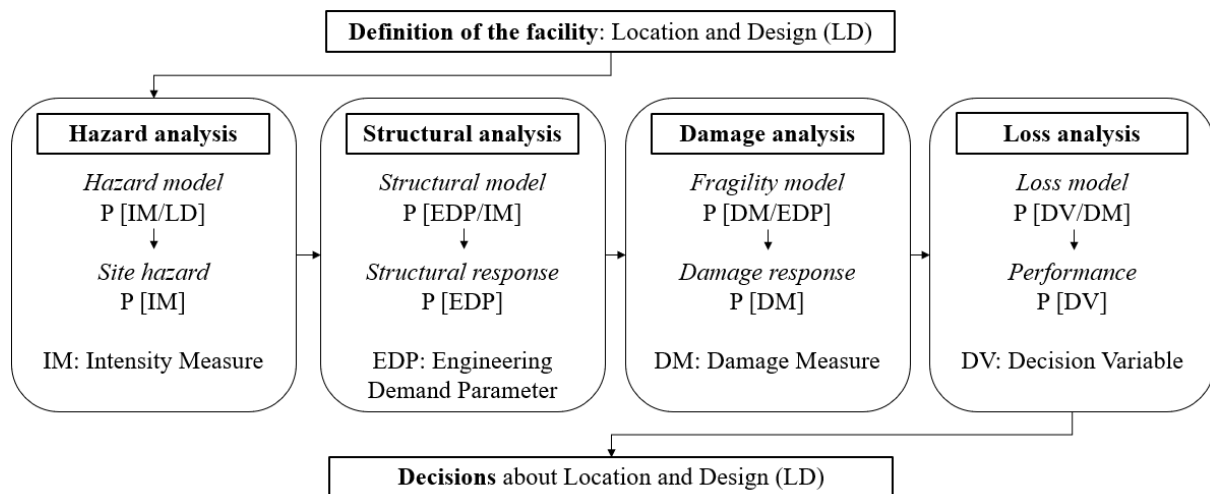 Definition of the facility: Location and Design (LD)
Hazard analysis
Hazard model
P [IM/LD]
Site hazard
P [IM]
IM: Intensity Measure
Structural analysis
Structural model
P [EDP/IM]
Structural response
P [EDP]
EDP: Engineering
Demand Parameter
Damage analysis
Fragility model
P [DM/EDP]
Damage response
P [DM]
DM: Damage Measure
Loss analysis
Loss model
P [DV/DM]
Performance
P [DV]
DV: Decision Variable
Decisions about Location and Design (LD)